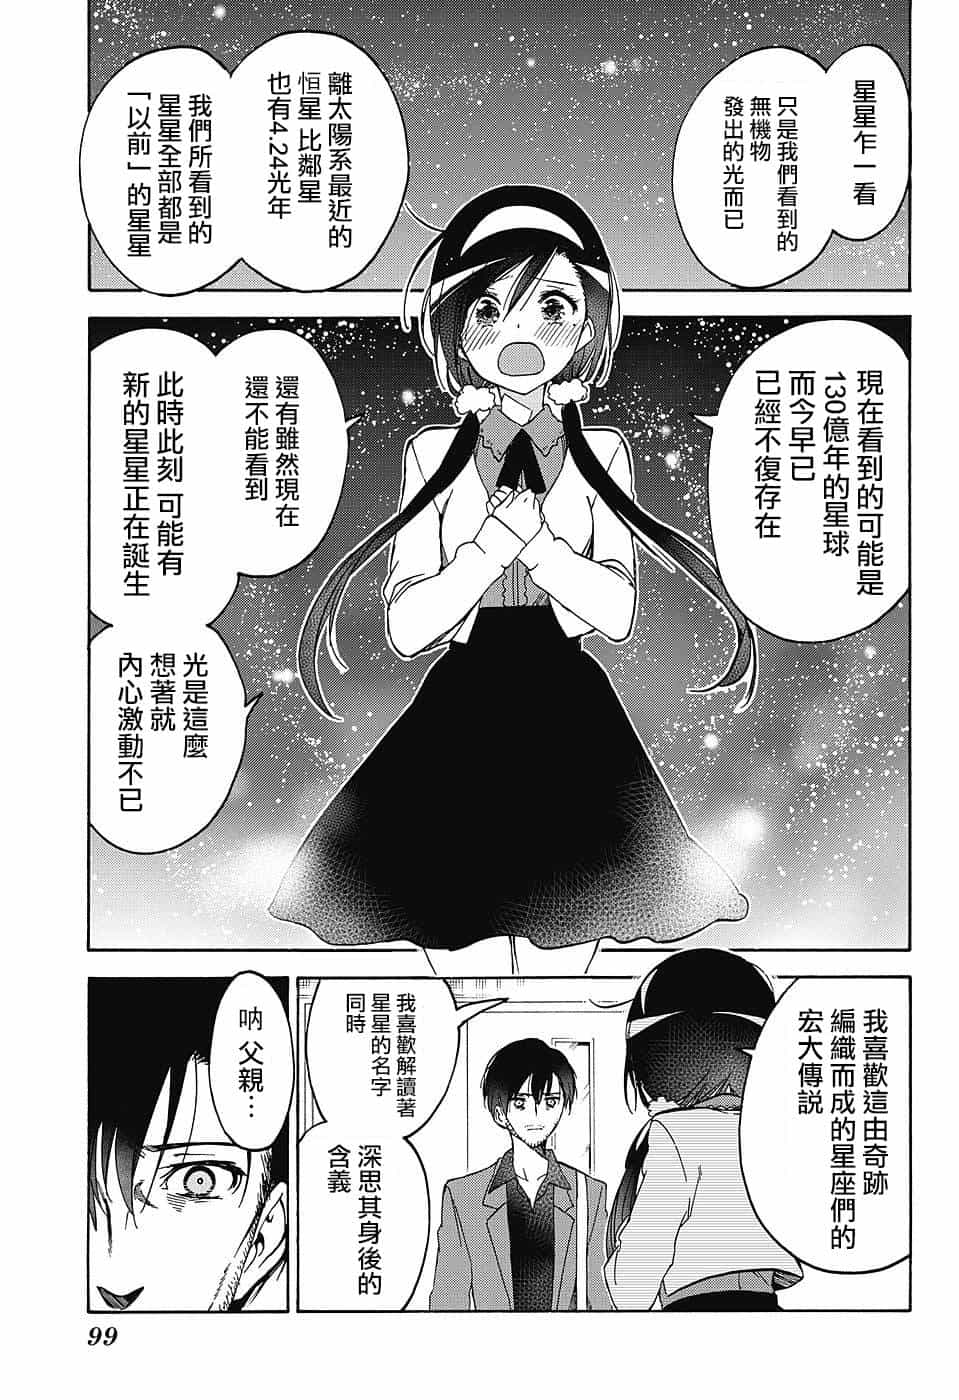 星星乍一看
只是我們看到的
無機物
發出的光而已
離太陽系最近的
恒星 比鄰星
也有4.24光年
我們所看到的
星星全部都是
「以前」的星星
現在看到的可能是
130億年的星球
而今早已
已經不復存在
還有雖然現在
還不能看到
此時此刻 可能有
新的星星正在誕生
光是這麼
想著就
內心激動不已
我喜歡這由奇跡
編織而成的星座們的
宏大傳説
我喜歡解讀著
星星的名字
同時
深思其身後的
含義
吶 父親…
99